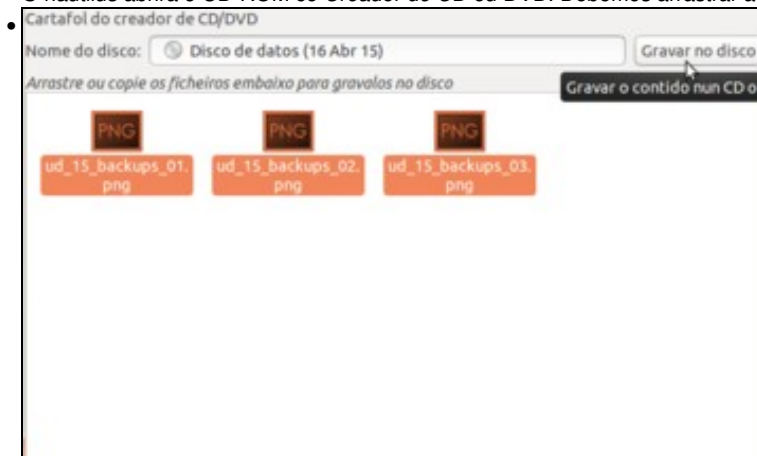 Cartafol do creador de CD/DVD
Nome do disco: Disco de datos (16 Abr 15) Gravar no disco
Arrastre ou copie os ficheiros embaixo para gravalos no disco
Gravar o contido nun CD o
PNG PNG PNG
ud_15_backups_01.png ud_15_backups_02.png ud_15_backups_03.png